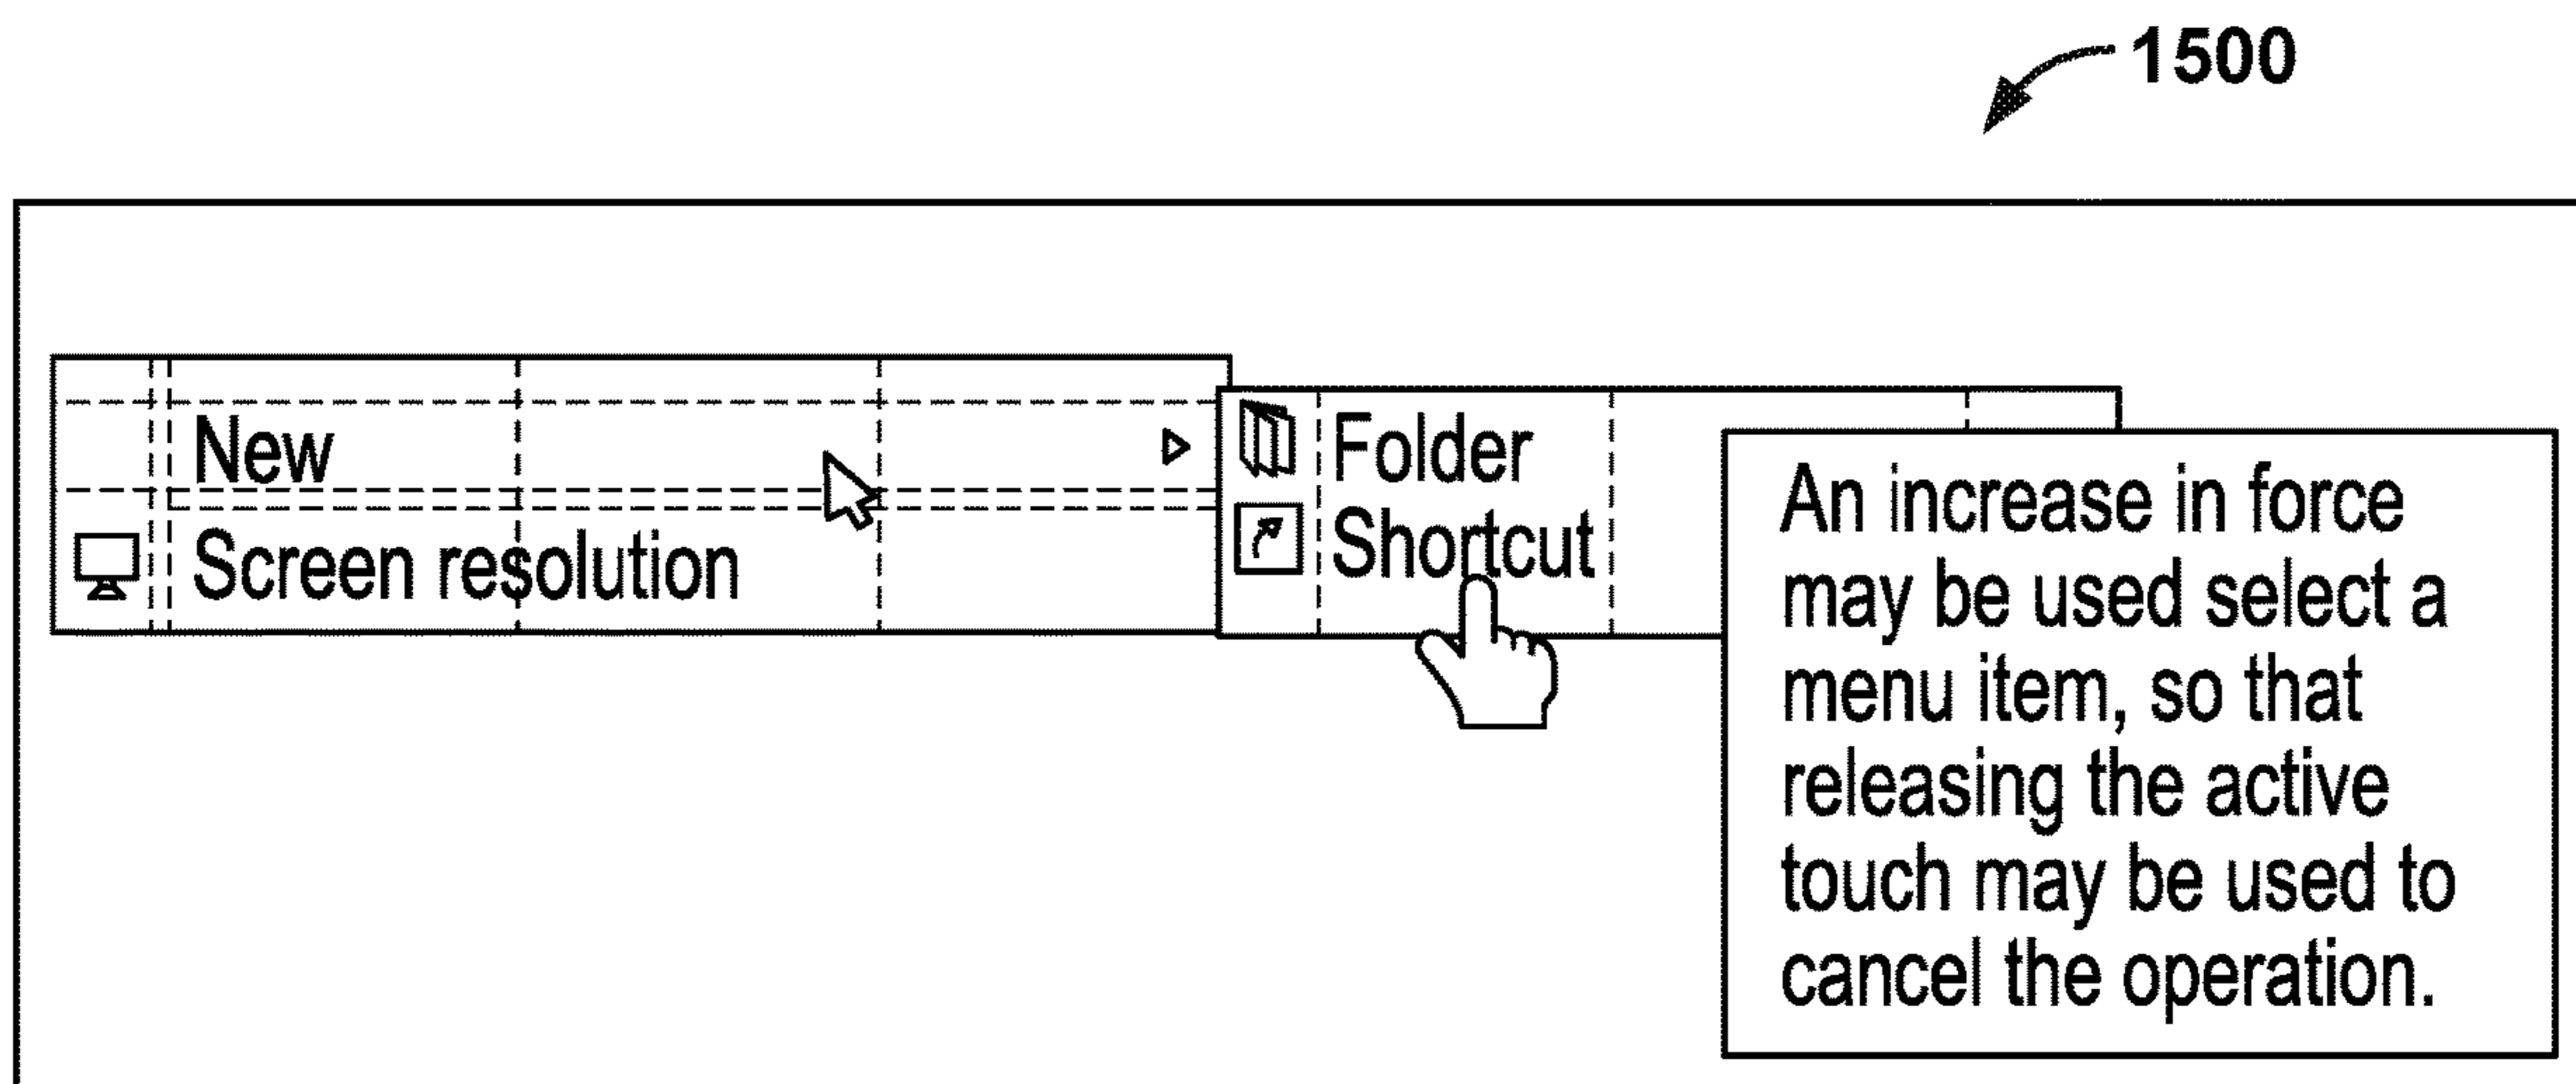 1500
New
Screen resolution
Folder
Shortcut
An increase in force
may be used select a
menu item, so that
releasing the active
touch may be used to
cancel the operation.